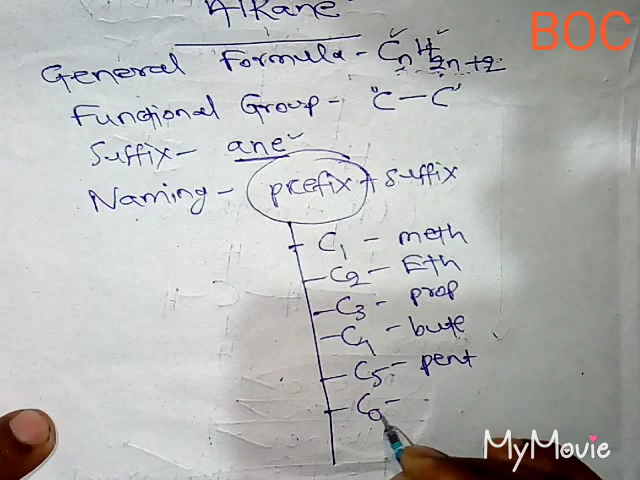 Alkane
BOC
General Formula - CnH2n+2
Functional Group - C - C
Suffix - ane
Naming - prefix + suffix
C1 - meth
C2 - Eth
C3 - prop
C4 - bute
C5 - pent
C6 -
MyMovie